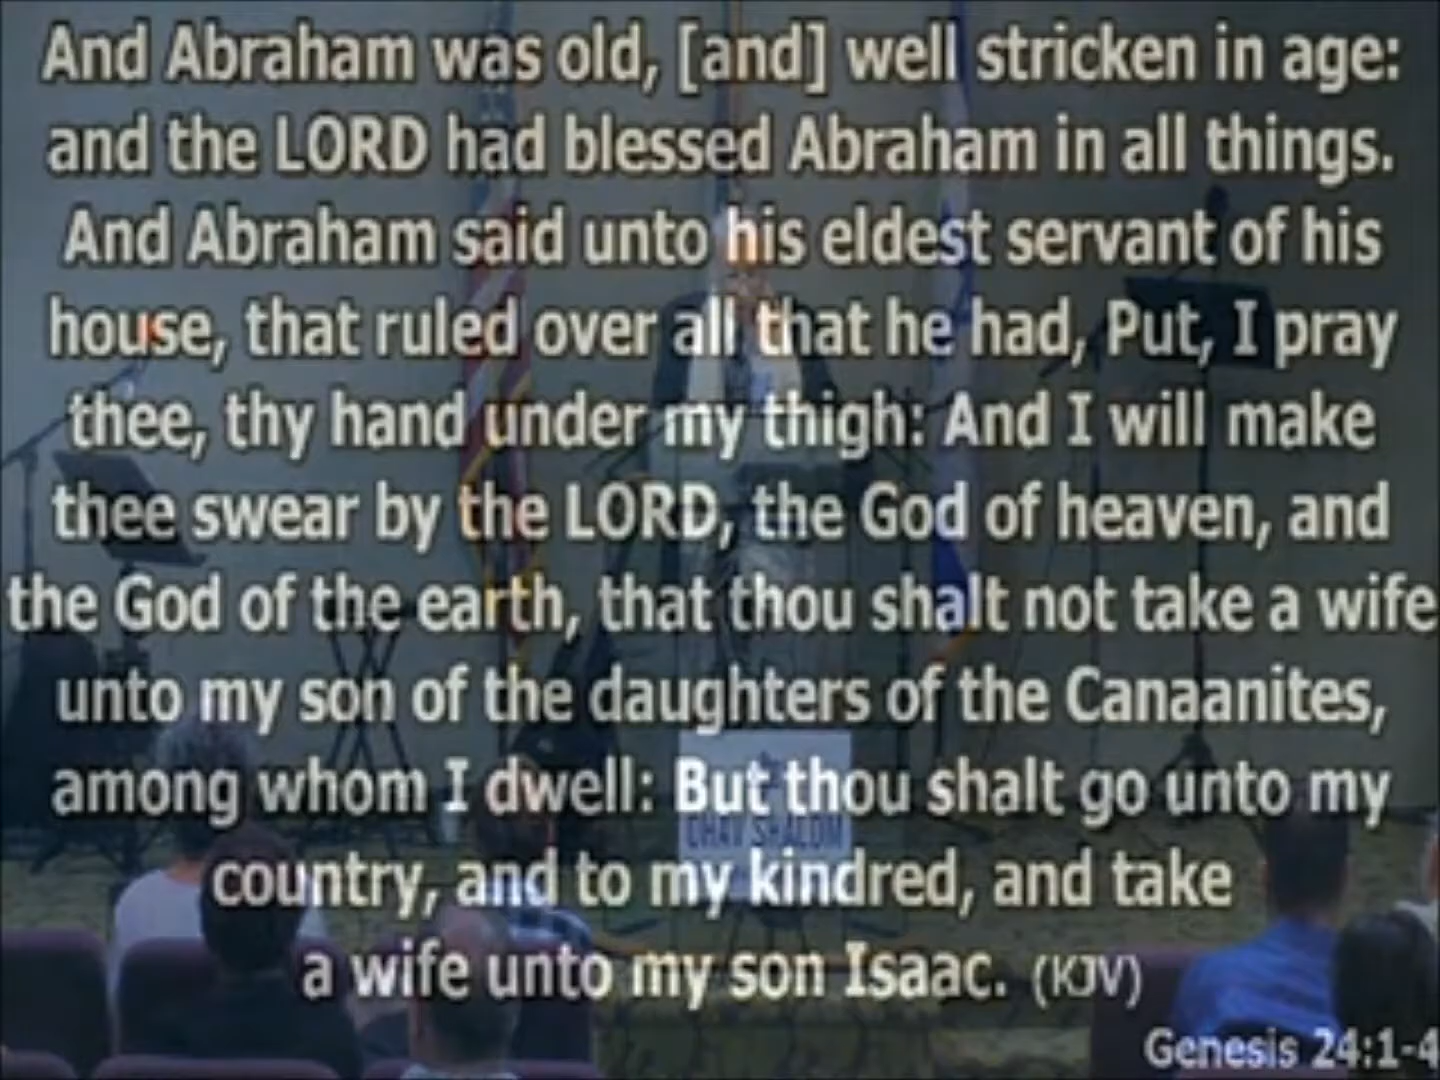 And Abraham was old, [and] well stricken in age:
and the LORD had blessed Abraham in all things.
And Abraham said unto his eldest servant of his
house, that ruled over all that he had, Put, I pray
thee, thy hand under my thigh: And I will make
thee swear by the LORD, the God of heaven, and
the God of the earth, that thou shalt not take a wife
unto my son of the daughters of the Canaanites,
among whom I dwell: But thou shalt go unto my
country, and to my kindred, and take
a wife unto my son Isaac. (KJV)
Genesis 24:1-4
OHAV SHALOM